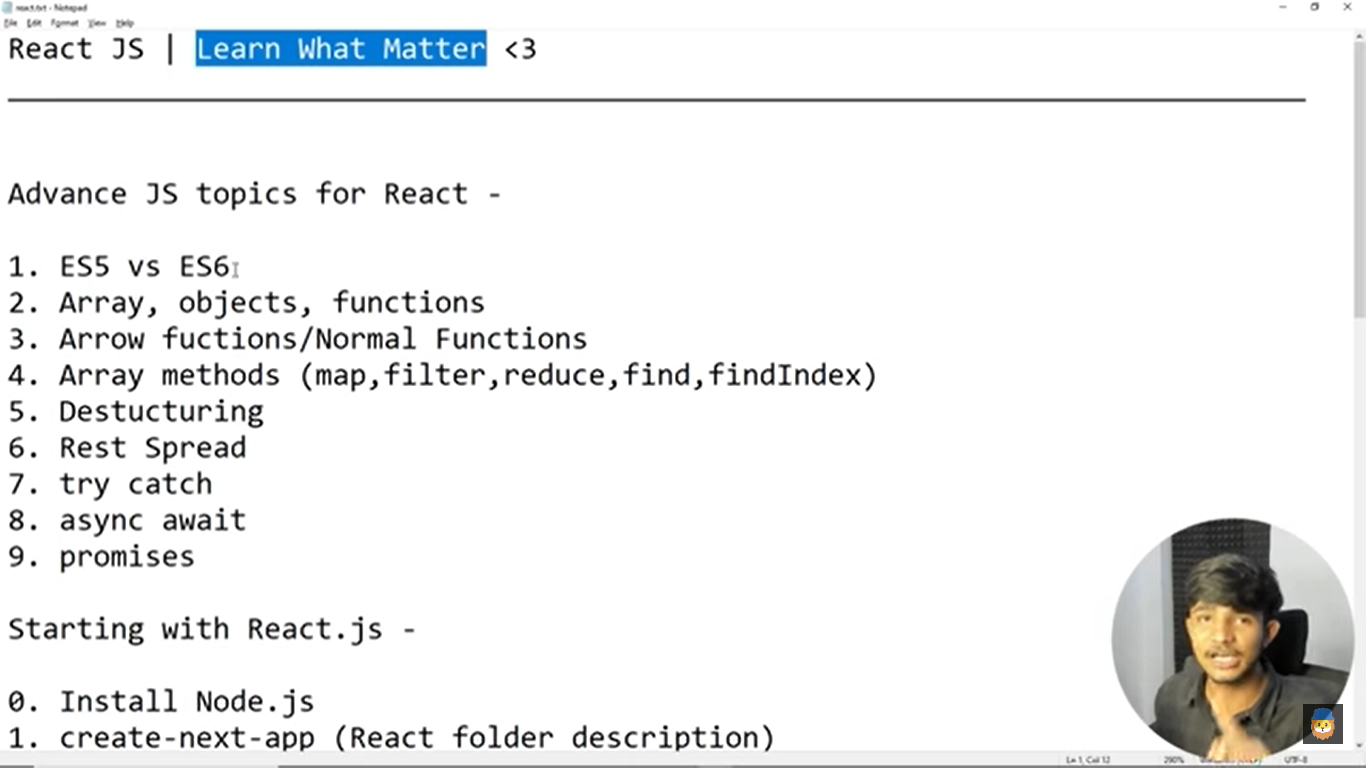 react.txt - Notepad
File Edit Format View Help
React JS | Learn What Matter <3
Advance JS topics for React -
1. ES5 vs ES6
2. Array, objects, functions
3. Arrow fuctions/Normal Functions
4. Array methods (map,filter,reduce,find,findIndex)
5. Destucturing
6. Rest Spread
7. try catch
8. async await
9. promises
Starting with React.js -
0. Install Node.js
1. create-next-app (React folder description)
Ln 1, Col 12 290% UTF-8